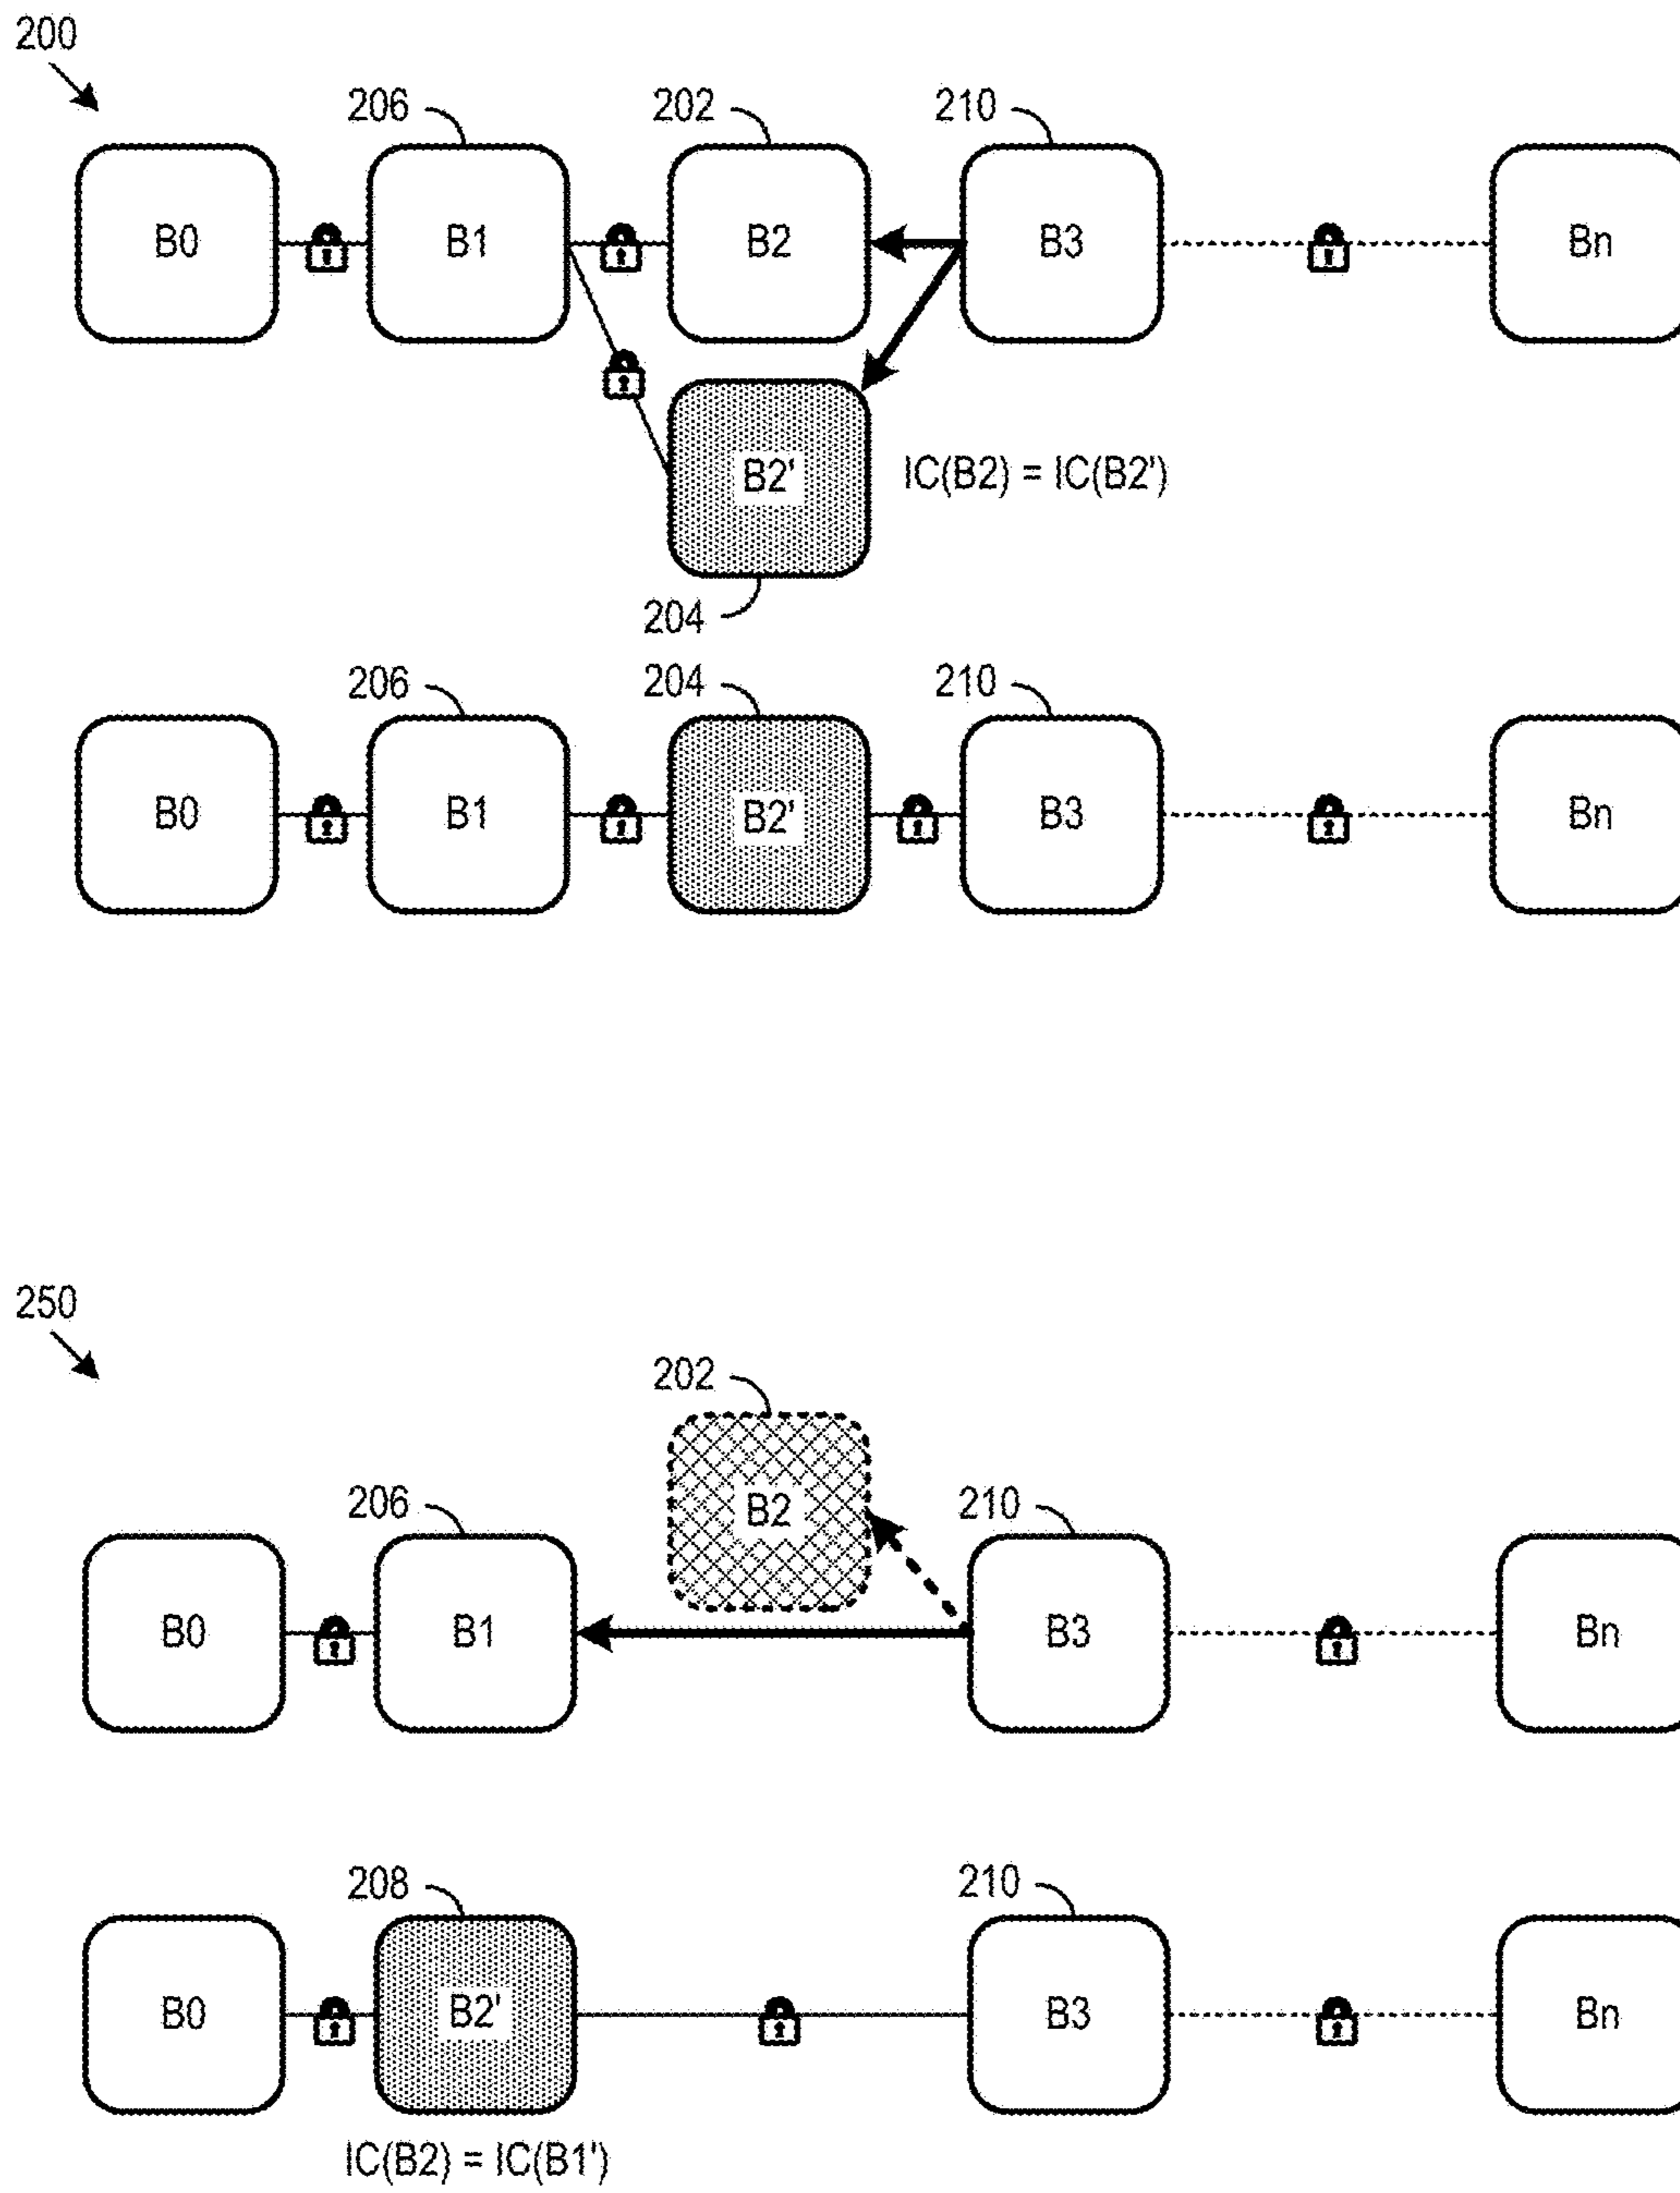 200
206 202 210
B0 B1 B2 B3 Bn
B2' IC(B2) = IC(B2')
204
206 204 210
B0 B1 B2' B3 Bn
250
202
B2
206 210
B0 B1 B3 Bn
208 210
B0 B2' B3 Bn
IC(B2) = IC(B1')